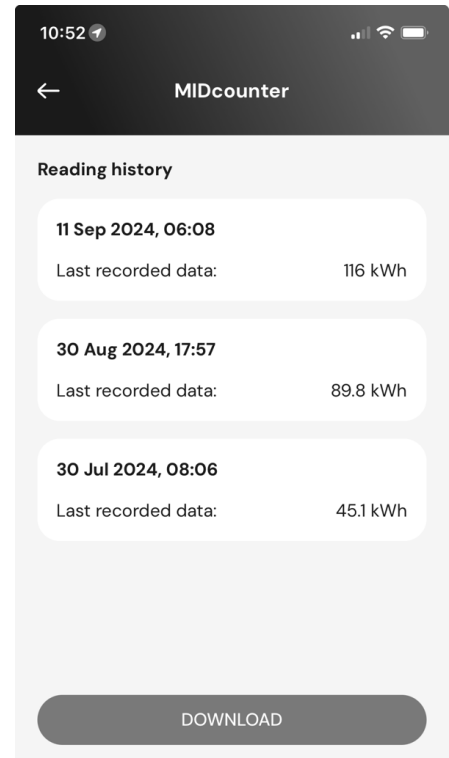 10:52
MIDcounter
Reading history
11 Sep 2024, 06:08
Last recorded data: 116 kWh
30 Aug 2024, 17:57
Last recorded data: 89.8 kWh
30 Jul 2024, 08:06
Last recorded data: 45.1 kWh
DOWNLOAD